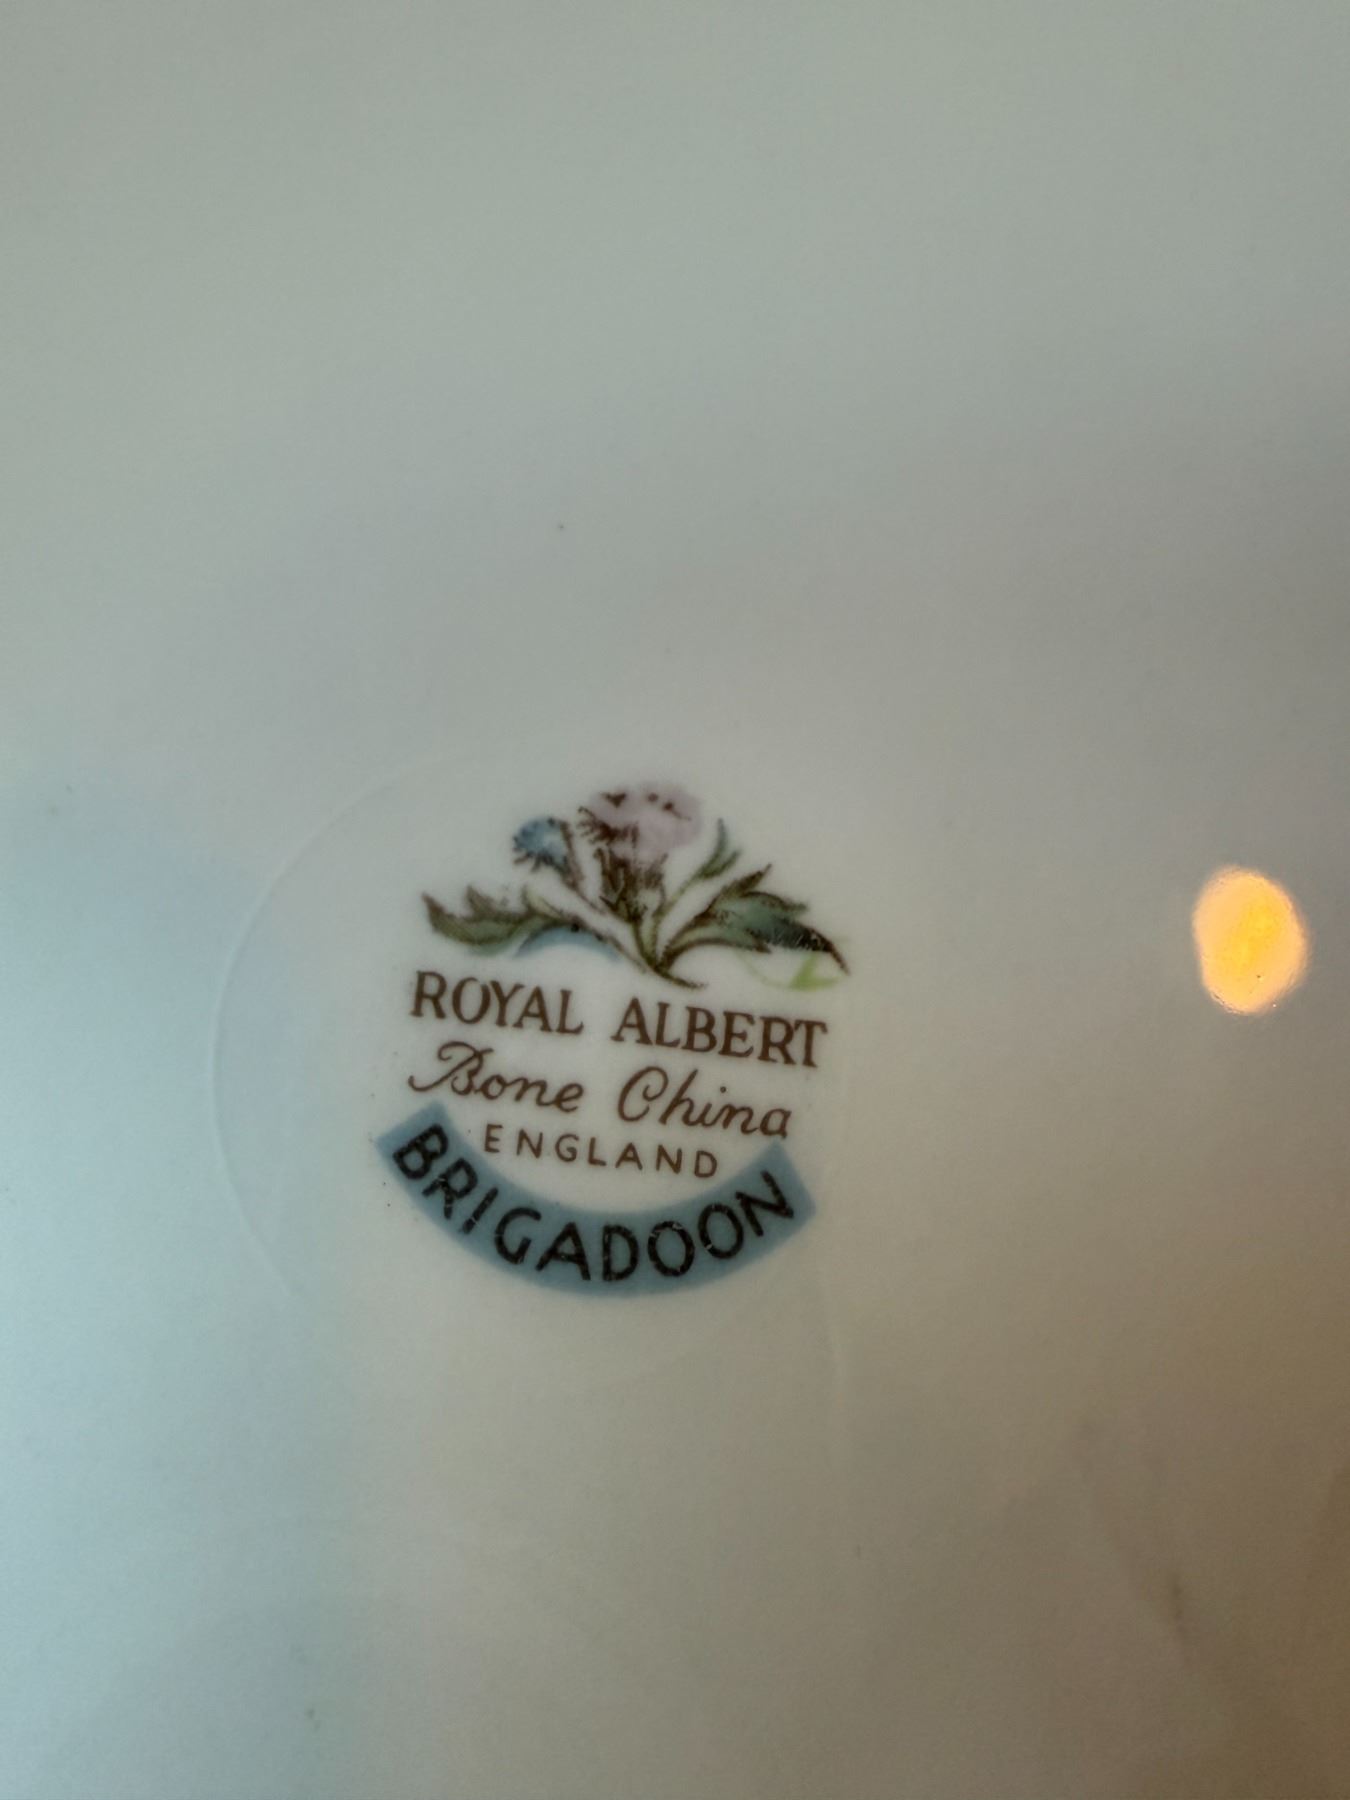 ROYAL ALBERT
Bone China
ENGLAND
BRIGADOON